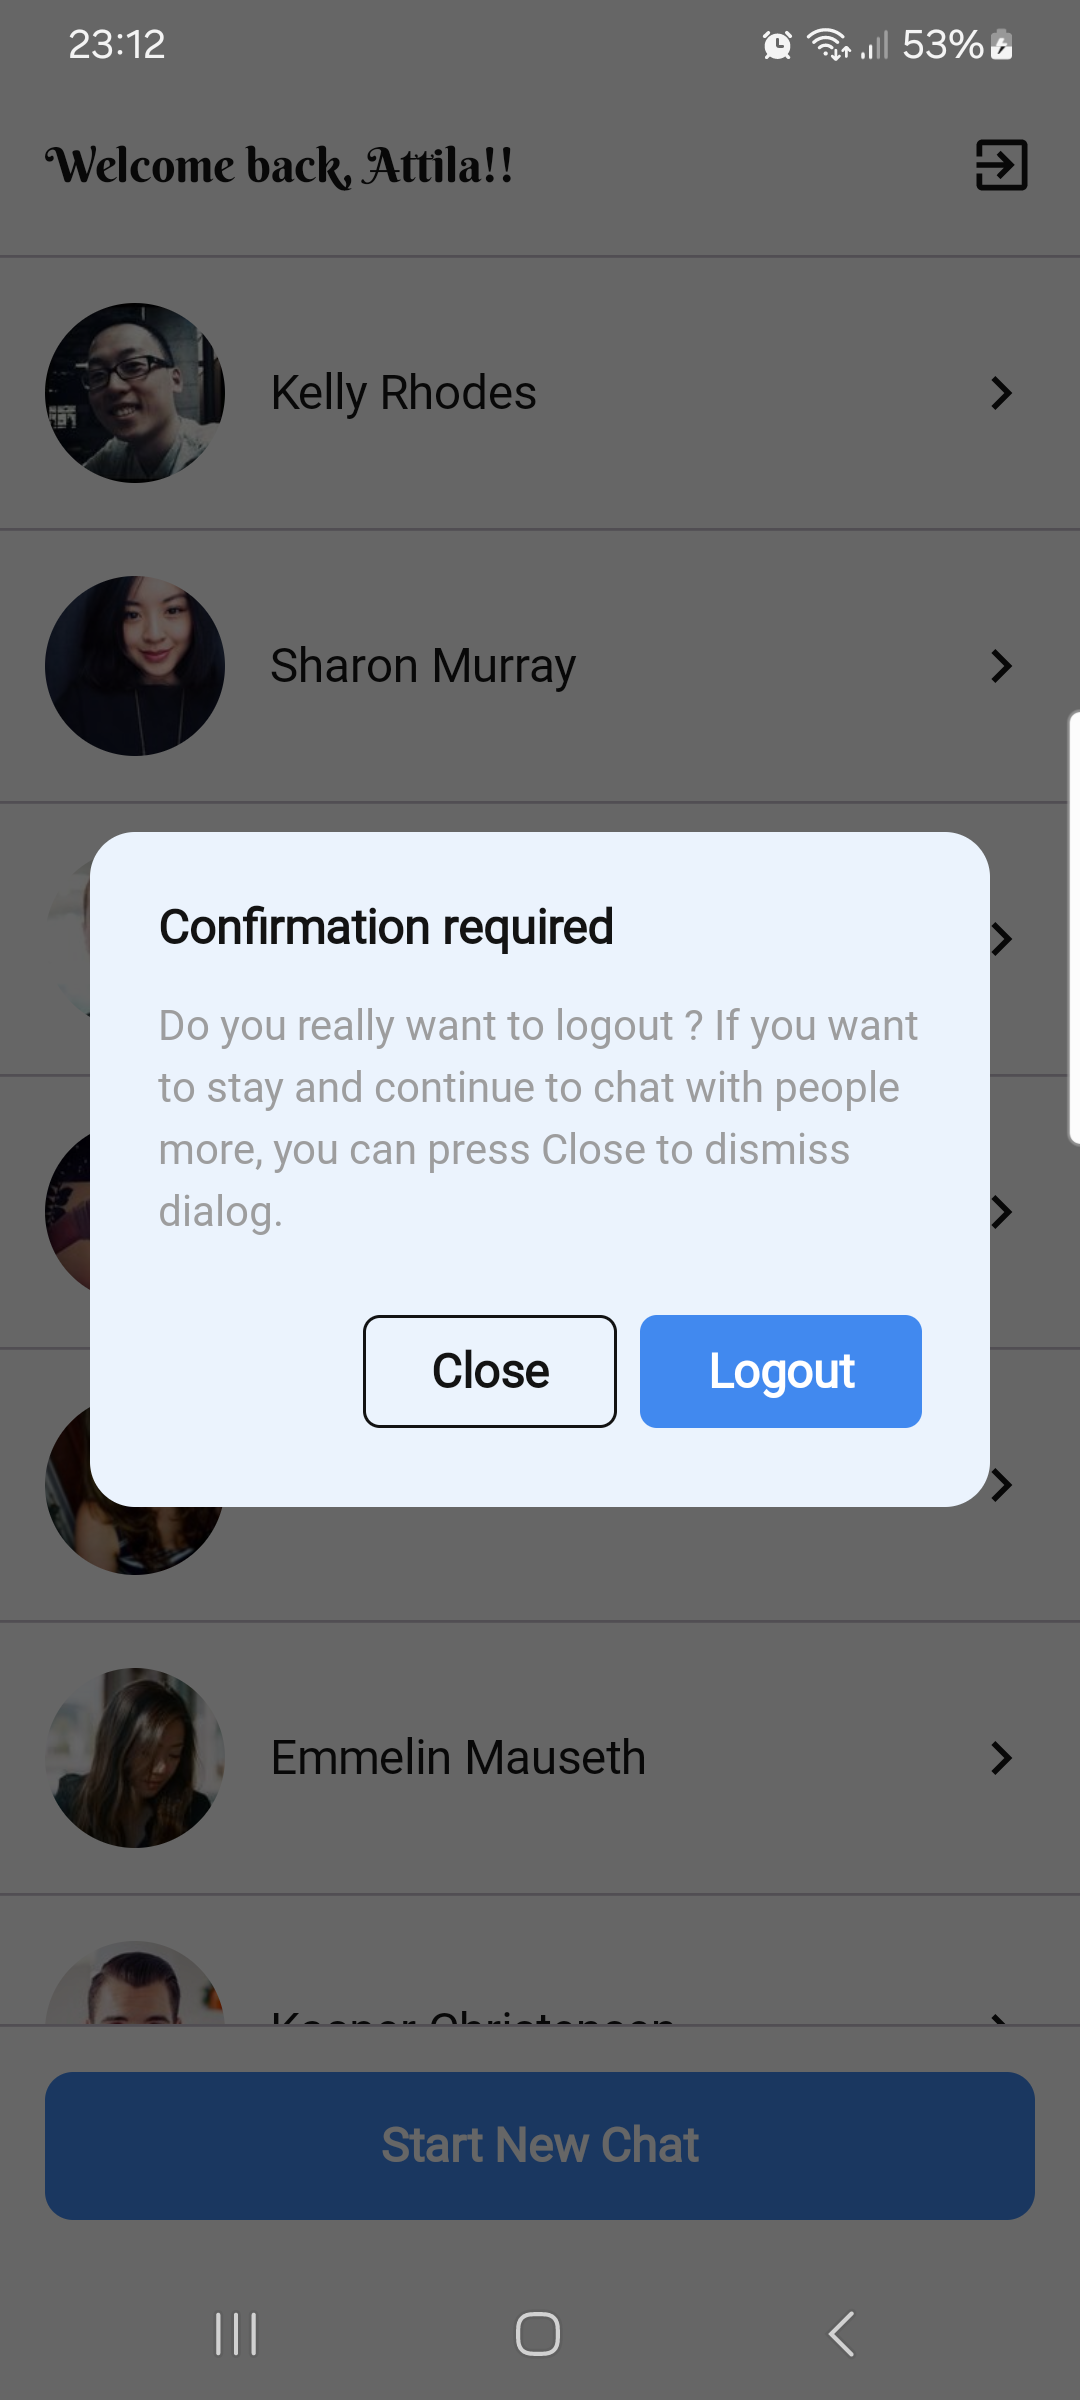 23:12
53%
Welcome back, Attila!!
Kelly Rhodes
Sharon Murray
Confirmation required
Do you really want to logout ? If you want
to stay and continue to chat with people
more, you can press Close to dismiss
dialog.
Close
Logout
Emmelin Mauseth
Kasper Christensen
Start New Chat